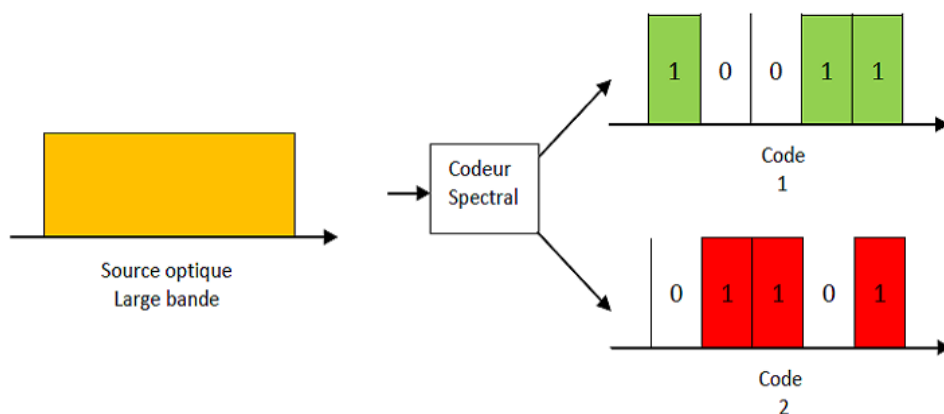 1 0 0 1 1
Code
1
Codeur
Spectral
Source optique
Large bande
0 1 1 0 1
Code
2